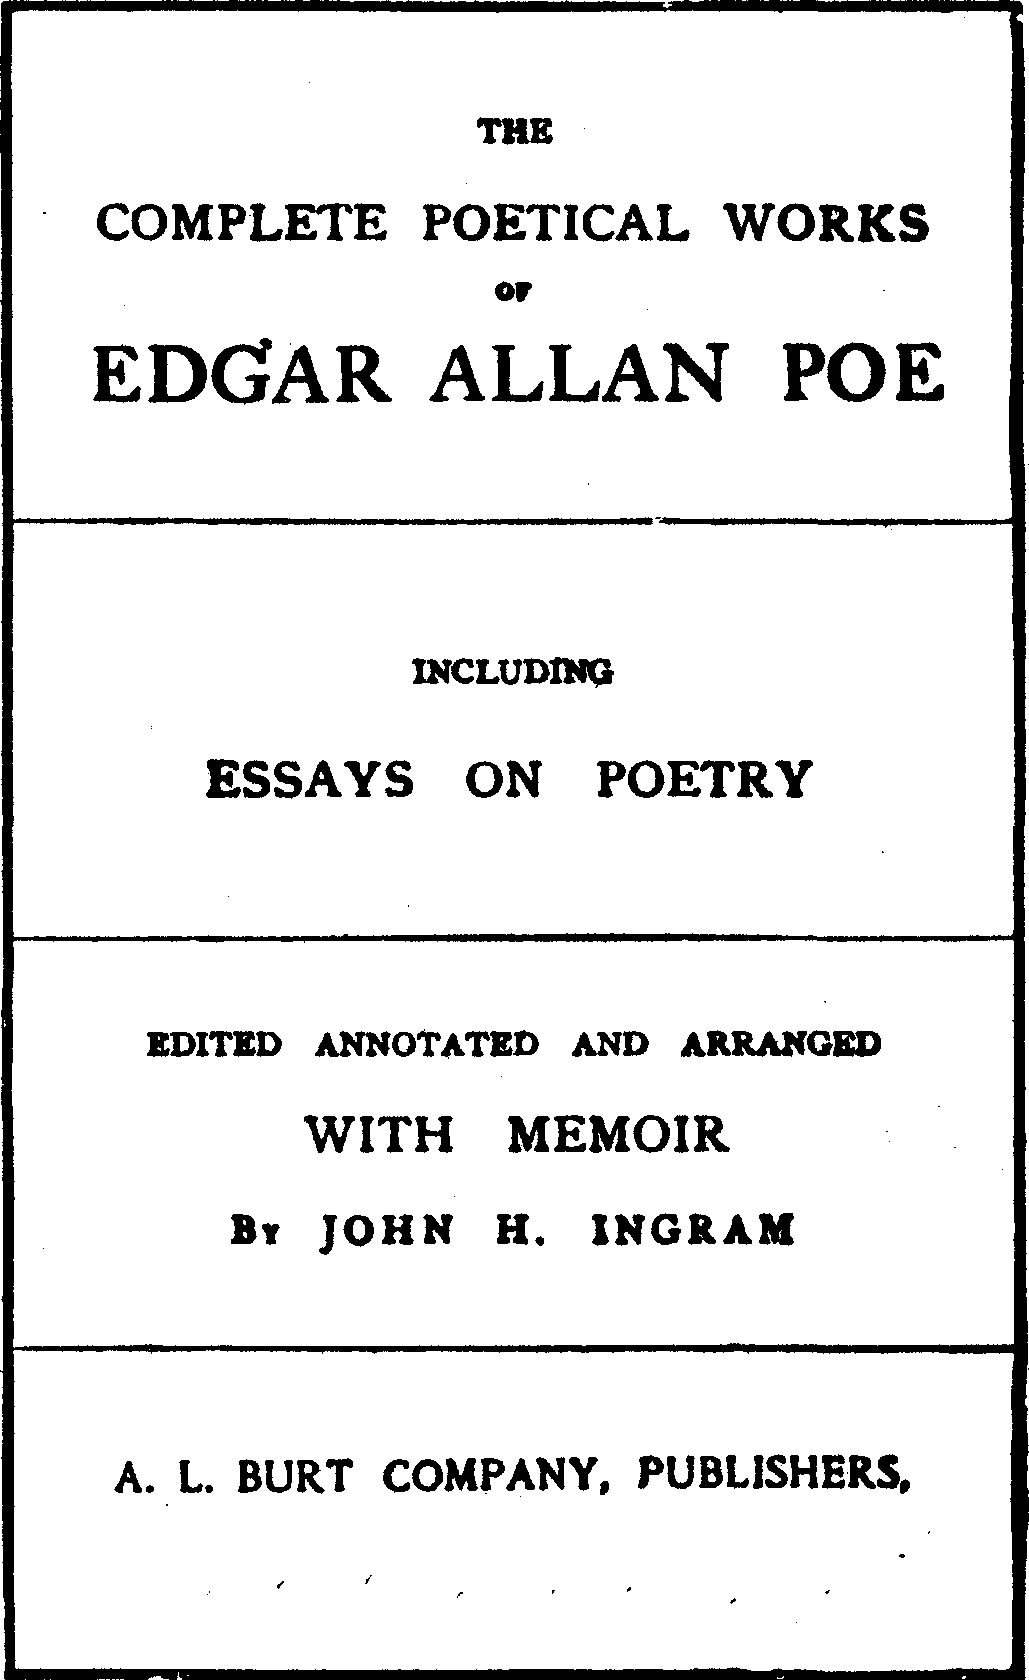 THE
COMPLETE POETICAL WORKS
OF
EDGAR ALLAN POE
INCLUDING
ESSAYS ON POETRY
EDITED ANNOTATED AND ARRANGED
WITH MEMOIR
BY JOHN H. INGRAM
A. L. BURT COMPANY, PUBLISHERS,